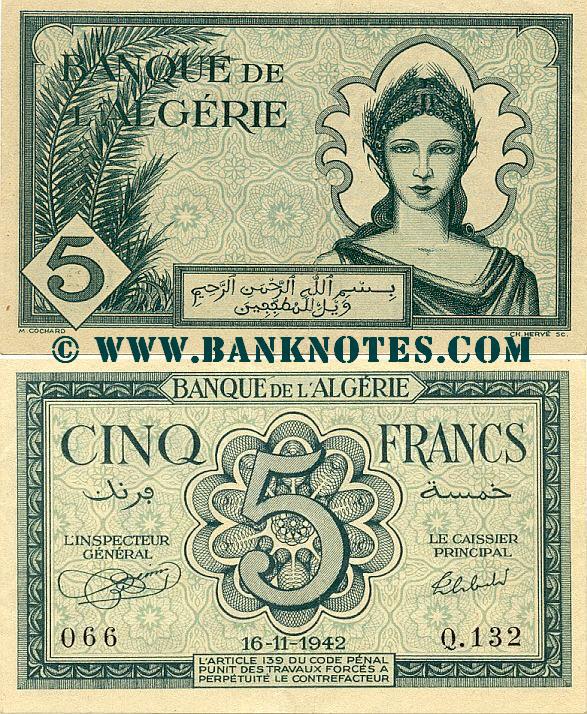 BANQUE DE
L'ALGÉRIE
5
بسم الله الرحمن الرحيم
ويل للمطففين
M. COCHARD
CH. HERVÉ SC.
© WWW.BANKNOTES.COM
BANQUE DE L'ALGÉRIE
CINQ 5 FRANCS
خمسة فرنك
L'INSPECTEUR
GÉNÉRAL
LE CAISSIER
PRINCIPAL
066
16-11-1942
Q.132
L'ARTICLE 139 DU CODE PÉNAL
PUNIT DES TRAVAUX FORCÉS À
PERPÉTUITÉ LE CONTREFACTEUR